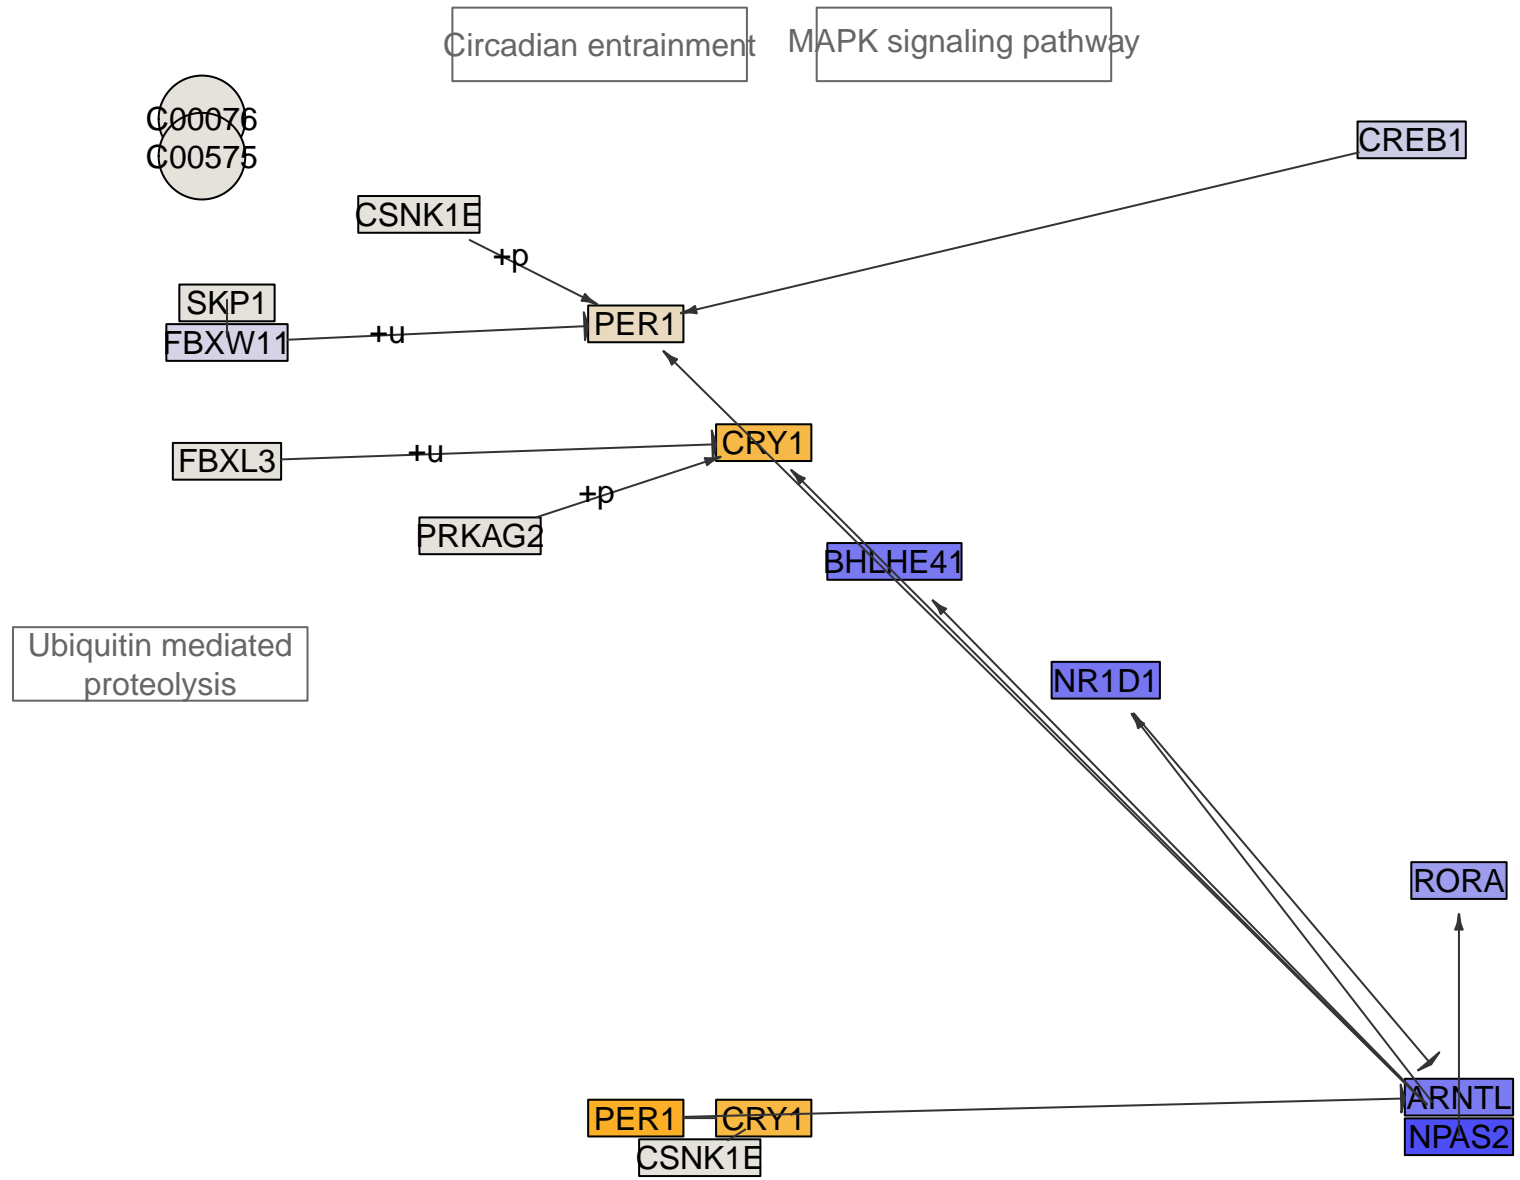 Circadian entrainment
MAPK signaling pathway
C00076
C00575
CREB1
CSNK1E
+p
SKP1
FBXW11
+u
PER1
FBXL3
+u
CRY1
+p
PRKAG2
BHLHE41
Ubiquitin mediated
proteolysis
NR1D1
RORA
ARNTL
NPAS2
PER1
CRY1
CSNK1E